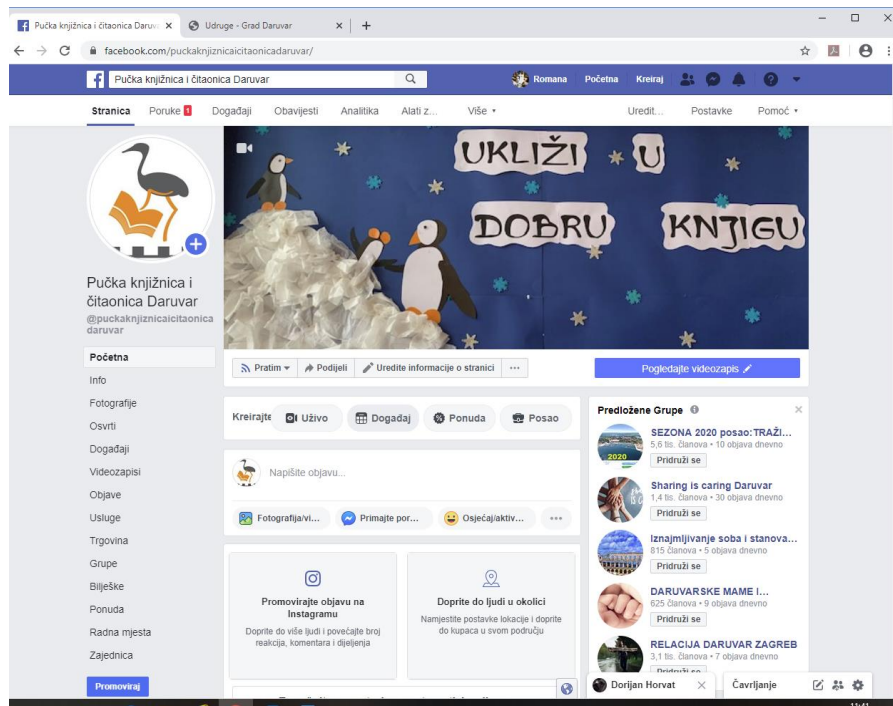 Pučka knjižnica i čitaonica Daruv
Udruge - Grad Daruvar
facebook.com/puckaknjiznicaicitaonicadaruvar/
Pučka knjižnica i čitaonica Daruvar
Romana
Početna
Kreiraj
Stranica
Poruke 1
Događaji
Obavijesti
Analitika
Alati z...
Više
Uredit...
Postavke
Pomoć
UKLIŽI U
DOBRU KNJIGU
Pučka knjižnica i
čitaonica Daruvar
@puckaknjiznicaicitaonica
daruvar
Početna
Info
Fotografije
Osvrti
Događaji
Videozapisi
Objave
Usluge
Trgovina
Grupe
Bilješke
Ponuda
Radna mjesta
Zajednica
Promoviraj
Pratim
Podijeli
Uredite informacije o stranici
Pogledajte videozapis
Kreirajte
Uživo
Događaj
Ponuda
Posao
Napišite objavu...
Fotografija/vi...
Primajte por...
Osjećaj/aktiv...
Promovirajte objavu na
Instagramu
Doprite do više ljudi i povećajte broj
reakcija, komentara i dijeljenja
Doprite do ljudi u okolici
Namjestite postavke lokacije i doprite
do kupaca u svom području
Predložene Grupe
SEZONA 2020 posao:TRAŽI...
5,6 tis. članova • 10 objava dnevno
2020
Pridruži se
Sharing is caring Daruvar
1,4 tis. članova • 30 objava dnevno
Pridruži se
Iznajmljivanje soba i stanova...
815 članova • 5 objava dnevno
Pridruži se
DARUVARSKE MAME I...
625 članova • 9 objava dnevno
Pridruži se
RELACIJA DARUVAR ZAGREB
3,1 tis. članova • 7 objava dnevno
Pridruži se
Dorijan Horvat
Čavrljanje
11:41